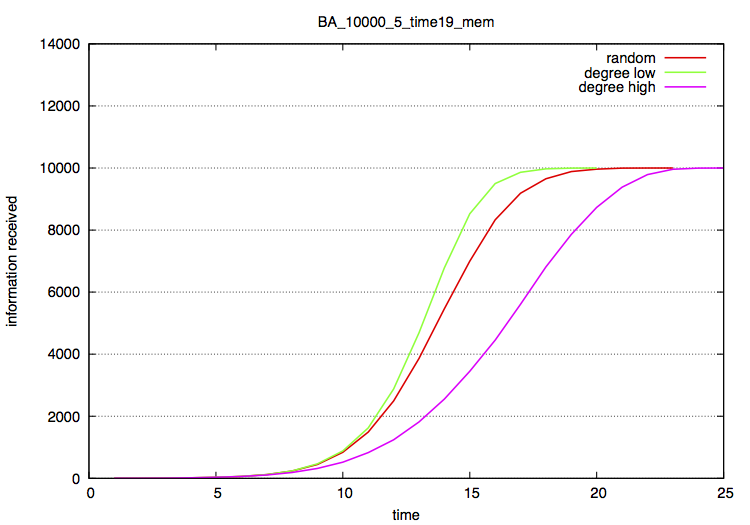 BA_10000_5_time19_mem
14000
12000
10000
8000
6000
4000
2000
0
information received
random
degree low
degree high
0 5 10 15 20 25
time